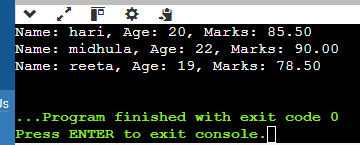 Name: hari, Age: 20, Marks: 85.50
Name: midhula, Age: 22, Marks: 90.00
Name: reeta, Age: 19, Marks: 78.50
...Program finished with exit code 0
Press ENTER to exit console.